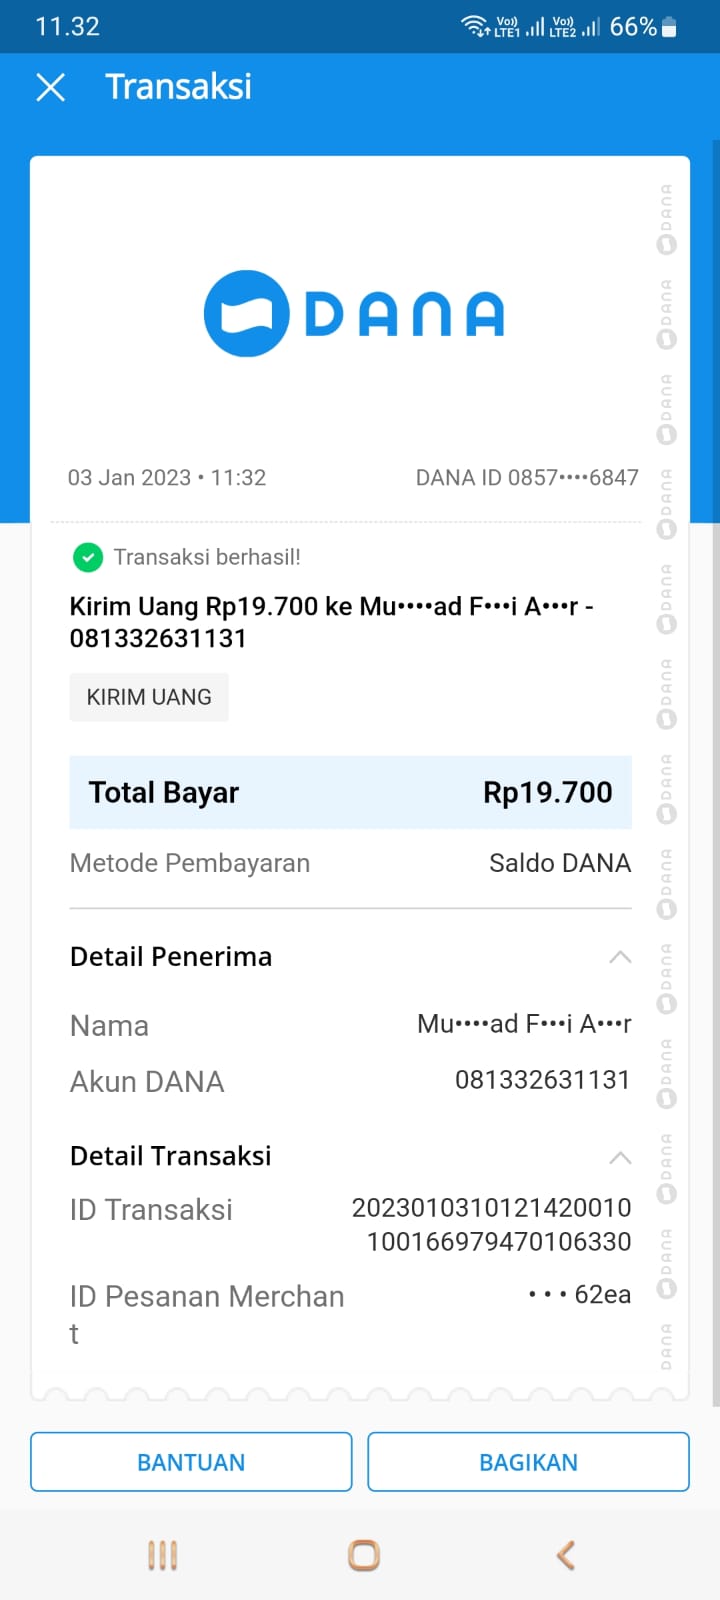 11.32
Vo)) LTE1 Vo)) LTE2 66%
Transaksi
DANA
03 Jan 2023 • 11:32 DANA ID 0857••••6847
Transaksi berhasil!
Kirim Uang Rp19.700 ke Mu••••ad F•••i A•••r -
081332631131
KIRIM UANG
Total Bayar Rp19.700
Metode Pembayaran Saldo DANA
Detail Penerima
Nama Mu••••ad F•••i A•••r
Akun DANA 081332631131
Detail Transaksi
ID Transaksi 2023010310121420010
100166979470106330
ID Pesanan Merchan • • • 62ea
t
BANTUAN BAGIKAN
DANA
DANA
DANA
DANA
DANA
DANA
DANA
DANA
DANA
DANA
DANA
DANA
DANA